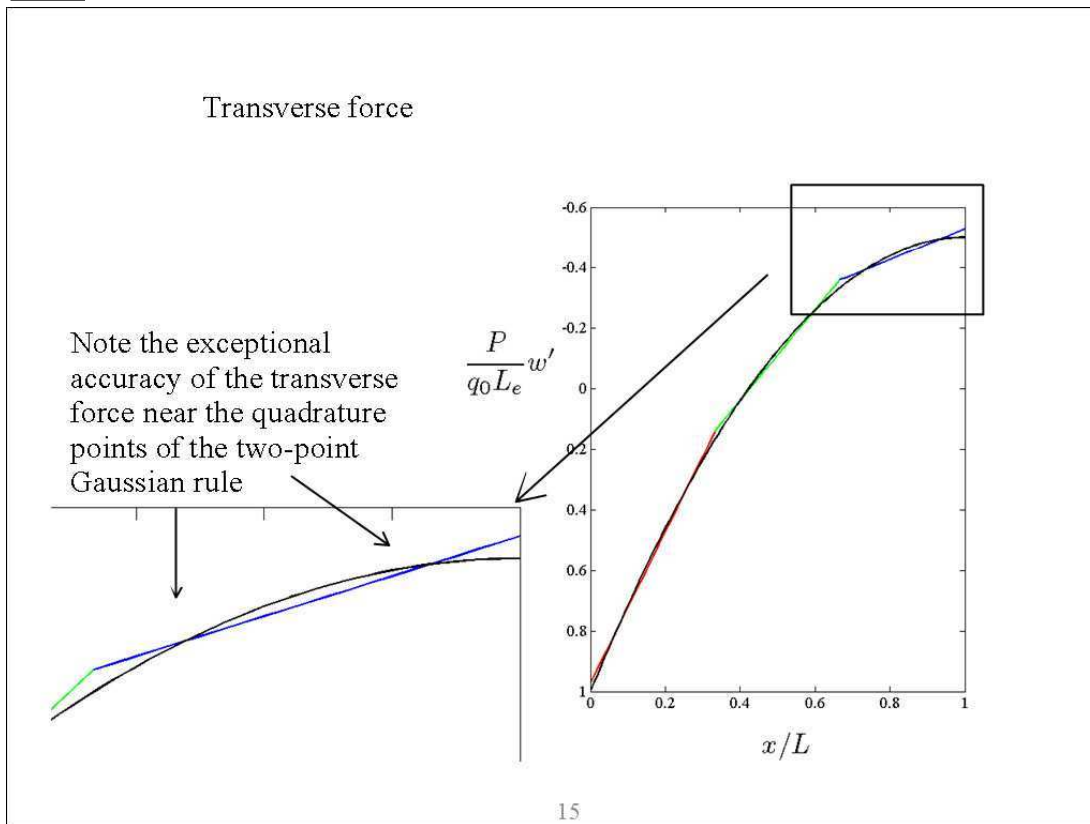 Transverse force
Note the exceptional
accuracy of the transverse
force near the quadrature
points of the two-point
Gaussian rule
P
q₀Lₑ w′
-0.6
-0.4
-0.2
0
0.2
0.4
0.6
0.8
1
0 0.2 0.4 0.6 0.8 1
x/L
15